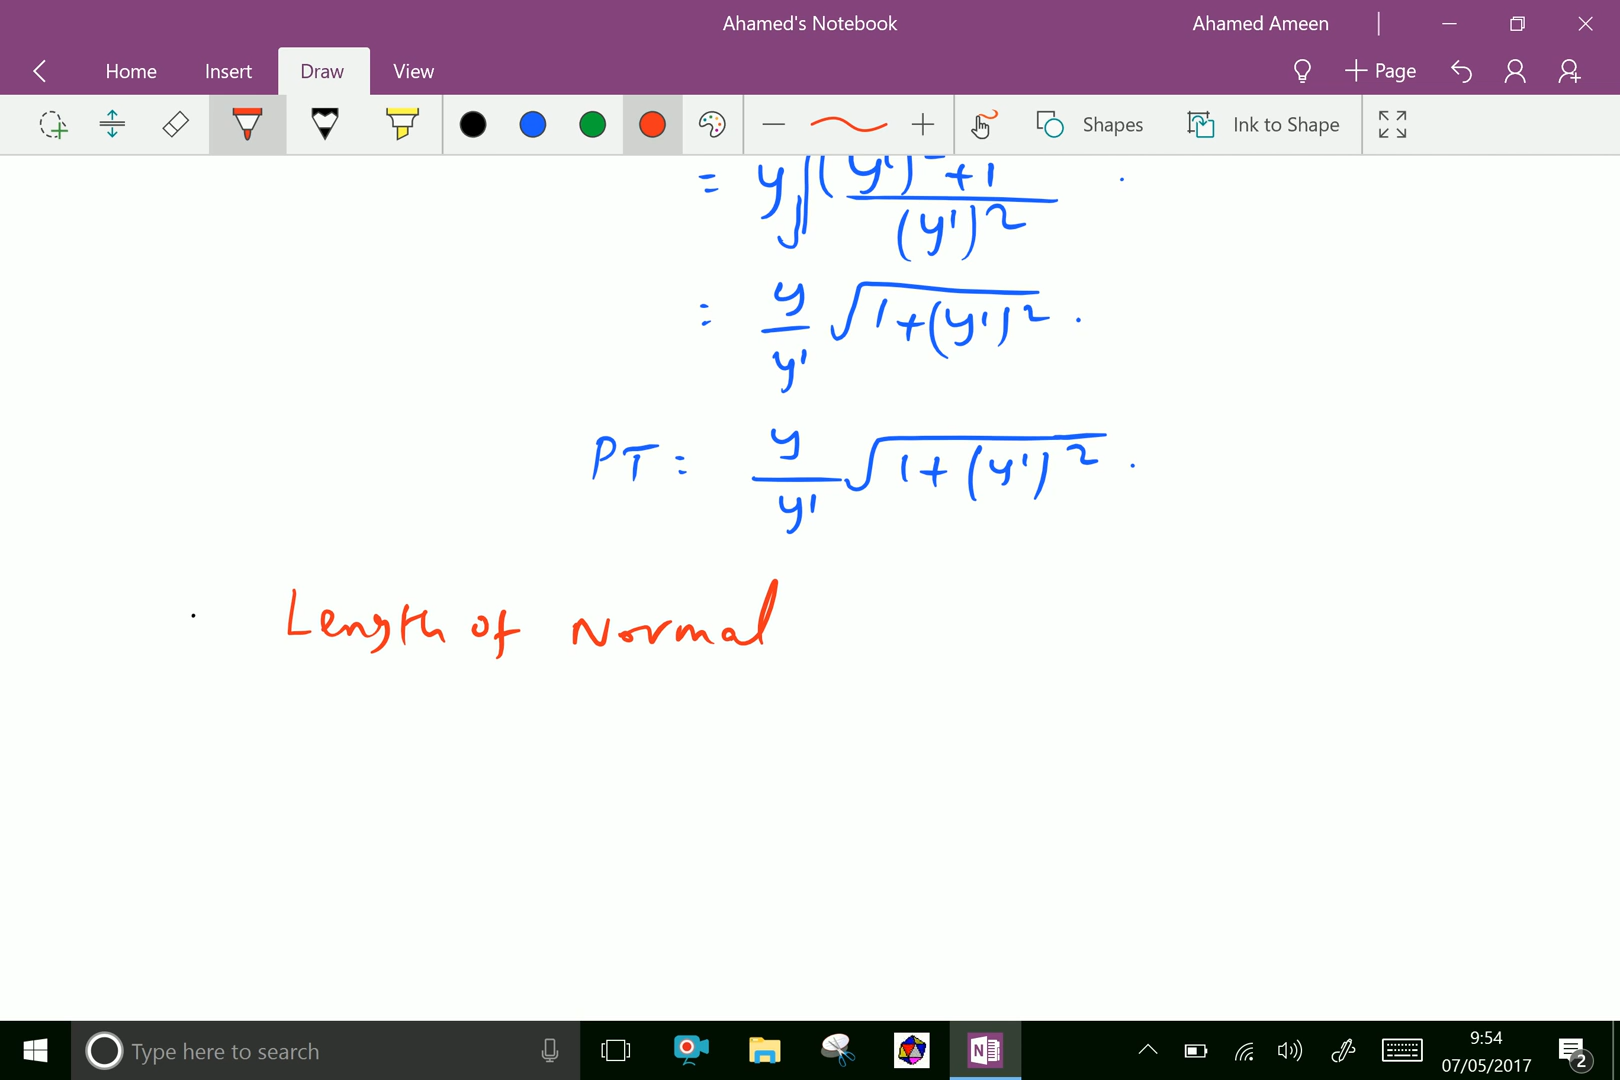 Ahamed's Notebook
Ahamed Ameen
Home Insert Draw View
Page
Shapes
Ink to Shape
= y√((y')² + 1 / (y')²
= y/y' √1+(y')² .
PT = y/y' √1+(y')² .
Length of Normal
Type here to search
N
9:54
07/05/2017
2